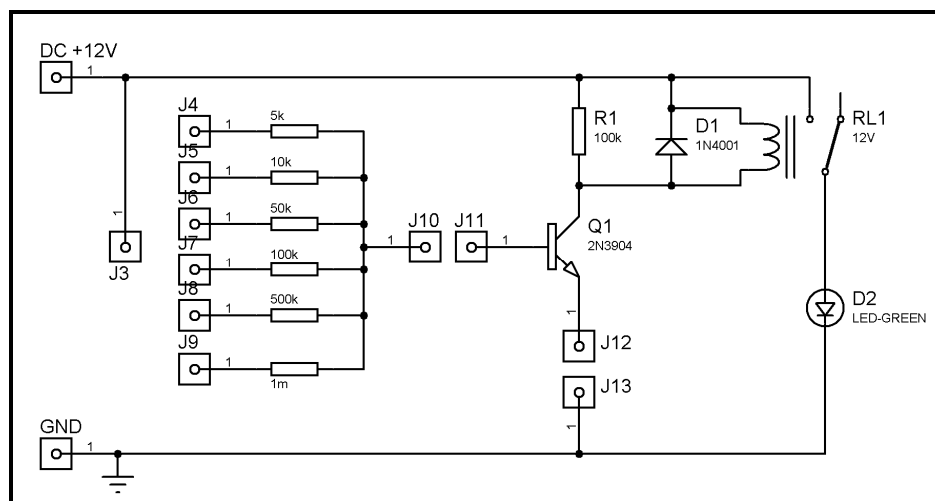 DC +12V
1
J4
1
5k
J5
1
10k
J6
1
50k
J7
1
100k
J8
1
500k
J9
1
1m
1
J3
J10
1
J11
1
R1
100k
D1
1N4001
RL1
12V
Q1
2N3904
1
J12
J13
1
D2
LED-GREEN
GND
1